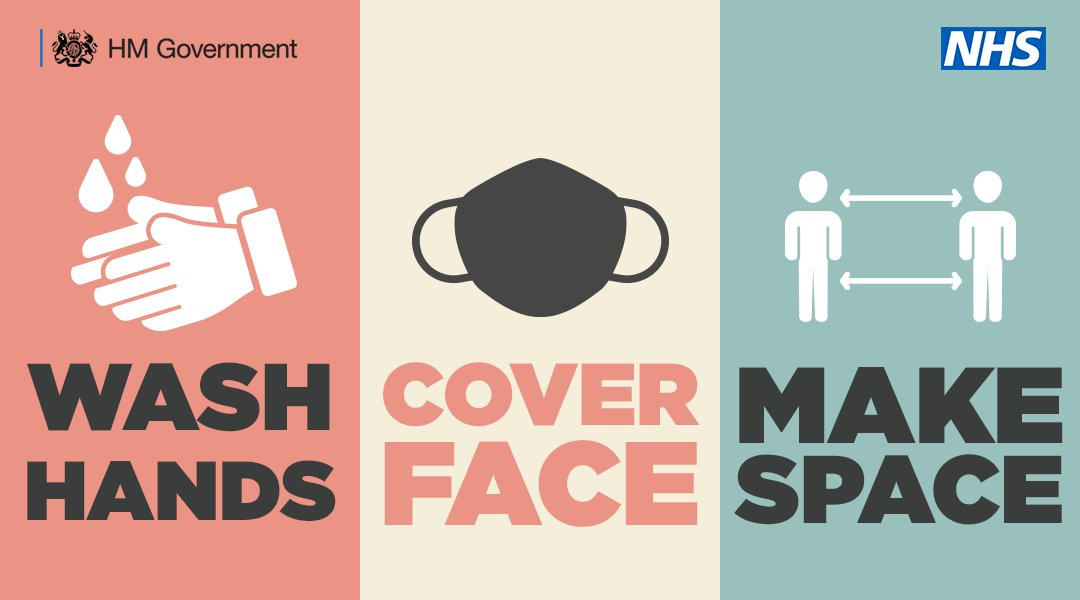 HM Government
NHS
WASH
HANDS
COVER
FACE
MAKE
SPACE